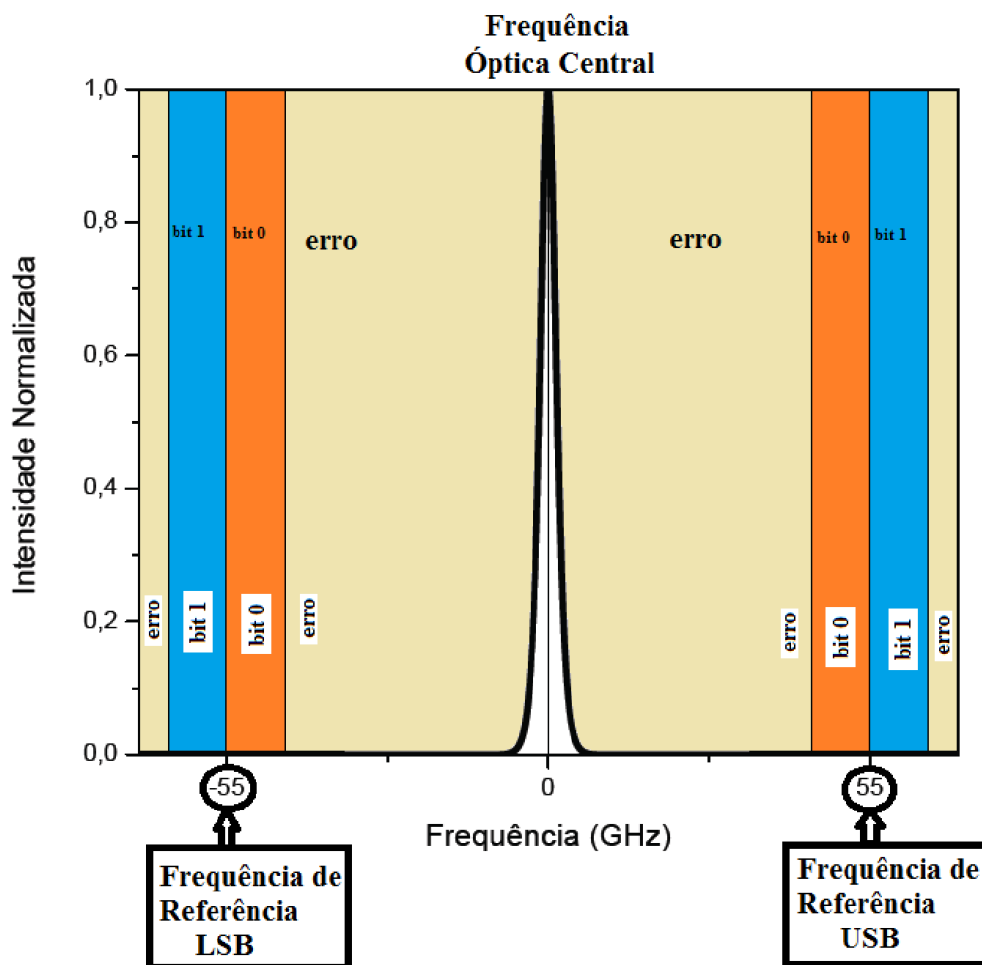 Frequência
Óptica Central
Intensidade Normalizada
1,0
0,8
0,6
0,4
0,2
0,0
bit 1
bit 0
erro
erro
bit 0
bit 1
erro
bit 1
bit 0
erro
erro
bit 0
bit 1
erro
-55
0
55
Frequência (GHz)
Frequência de
Referência
LSB
Frequência de
Referência
USB